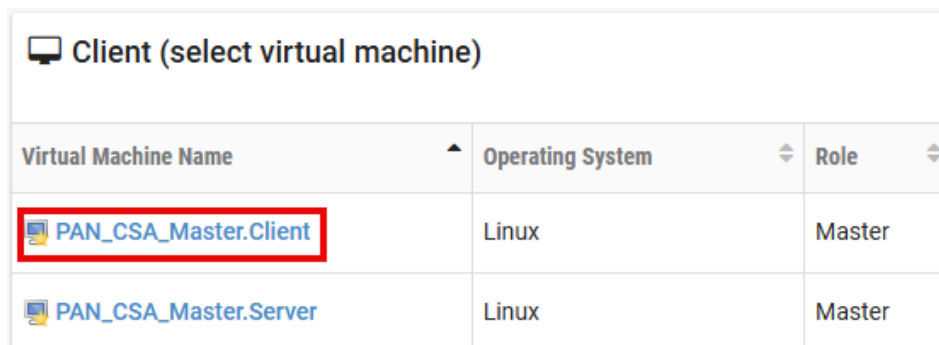 Client (select virtual machine)
Virtual Machine Name Operating System Role
PAN_CSA_Master.Client Linux Master
PAN_CSA_Master.Server Linux Master